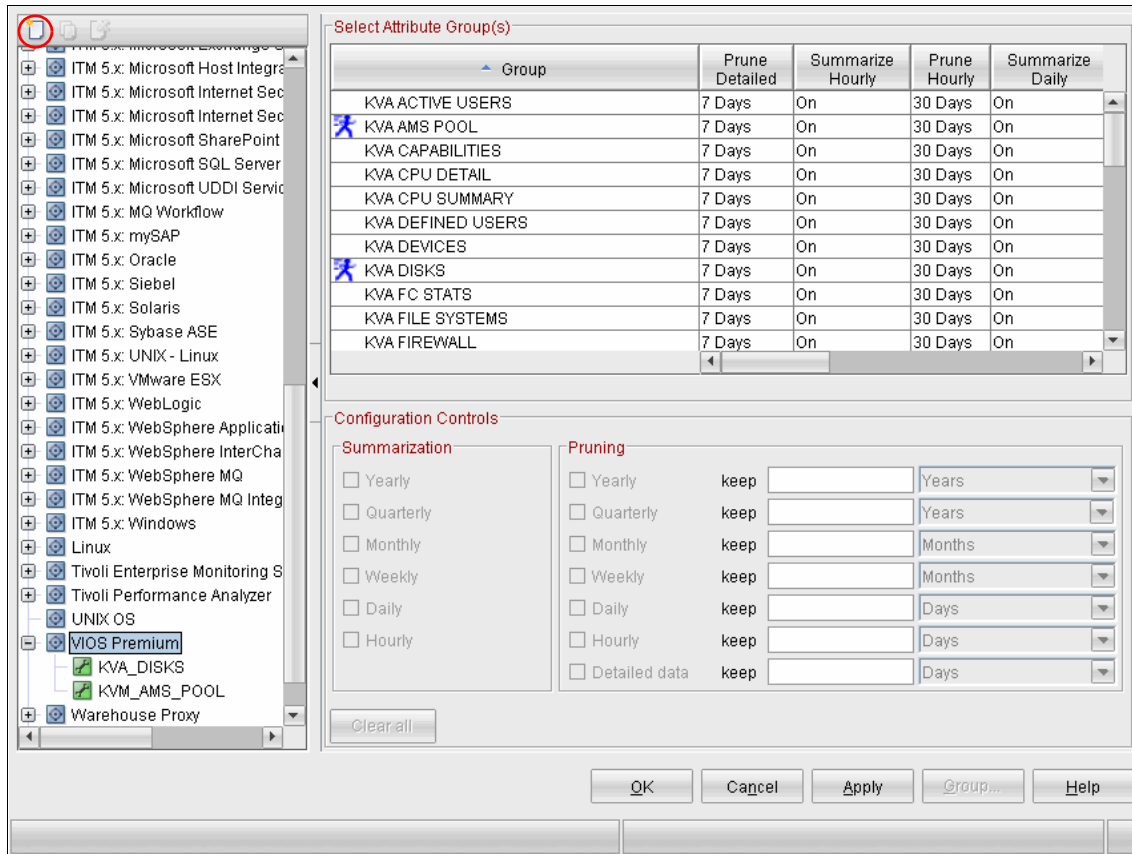 ITM 5.x: Microsoft Exchange S
ITM 5.x: Microsoft Host Integra
ITM 5.x: Microsoft Internet Sec
ITM 5.x: Microsoft Internet Sec
ITM 5.x: Microsoft SharePoint
ITM 5.x: Microsoft SQL Server
ITM 5.x: Microsoft UDDI Servic
ITM 5.x: MQ Workflow
ITM 5.x: mySAP
ITM 5.x: Oracle
ITM 5.x: Siebel
ITM 5.x: Solaris
ITM 5.x: Sybase ASE
ITM 5.x: UNIX - Linux
ITM 5.x: VMware ESX
ITM 5.x: WebLogic
ITM 5.x: WebSphere Applicati
ITM 5.x: WebSphere InterCha
ITM 5.x: WebSphere MQ
ITM 5.x: WebSphere MQ Integ
ITM 5.x: Windows
Linux
Tivoli Enterprise Monitoring S
Tivoli Performance Analyzer
UNIX OS
VIOS Premium
KVA_DISKS
KVM_AMS_POOL
Warehouse Proxy
Select Attribute Group(s)
Group Prune Detailed Summarize Hourly Prune Hourly Summarize Daily
KVA ACTIVE USERS 7 Days On 30 Days On
KVA AMS POOL 7 Days On 30 Days On
KVA CAPABILITIES 7 Days On 30 Days On
KVA CPU DETAIL 7 Days On 30 Days On
KVA CPU SUMMARY 7 Days On 30 Days On
KVA DEFINED USERS 7 Days On 30 Days On
KVA DEVICES 7 Days On 30 Days On
KVA DISKS 7 Days On 30 Days On
KVA FC STATS 7 Days On 30 Days On
KVA FILE SYSTEMS 7 Days On 30 Days On
KVA FIREWALL 7 Days On 30 Days On
Configuration Controls
Summarization Pruning
Yearly Yearly keep Years
Quarterly Quarterly keep Years
Monthly Monthly keep Months
Weekly Weekly keep Months
Daily Daily keep Days
Hourly Hourly keep Days
Detailed data keep Days
Clear all
OK Cancel Apply Group... Help